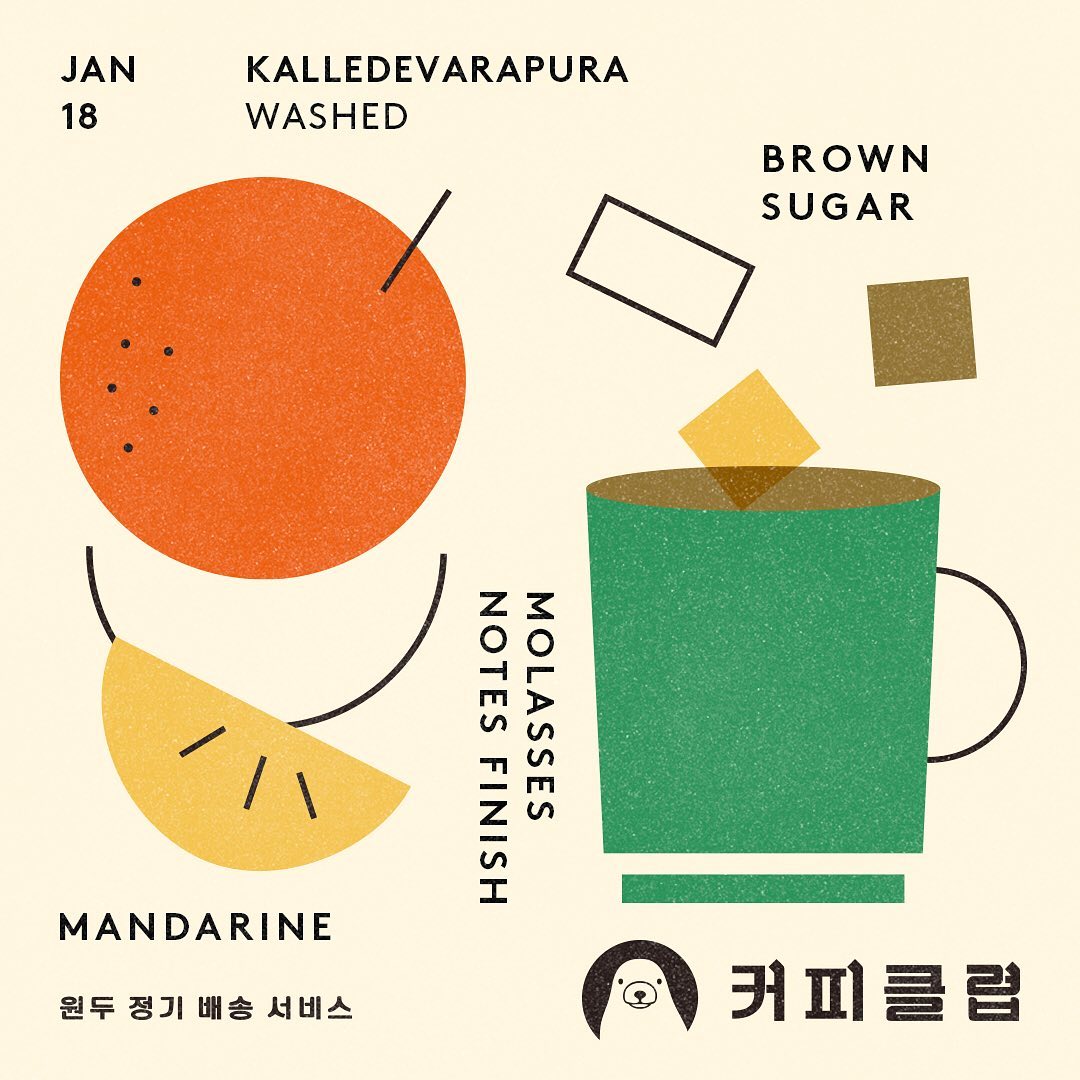 JAN
18
KALLEDEVARAPURA
WASHED
BROWN
SUGAR
MOLASSES
NOTES FINISH
MANDARINE
원두 정기 배송 서비스
커피클럽